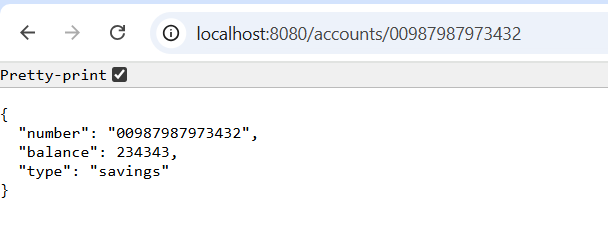 localhost:8080/accounts/00987987973432
Pretty-print
{
  "number": "00987987973432",
  "balance": 234343,
  "type": "savings"
}